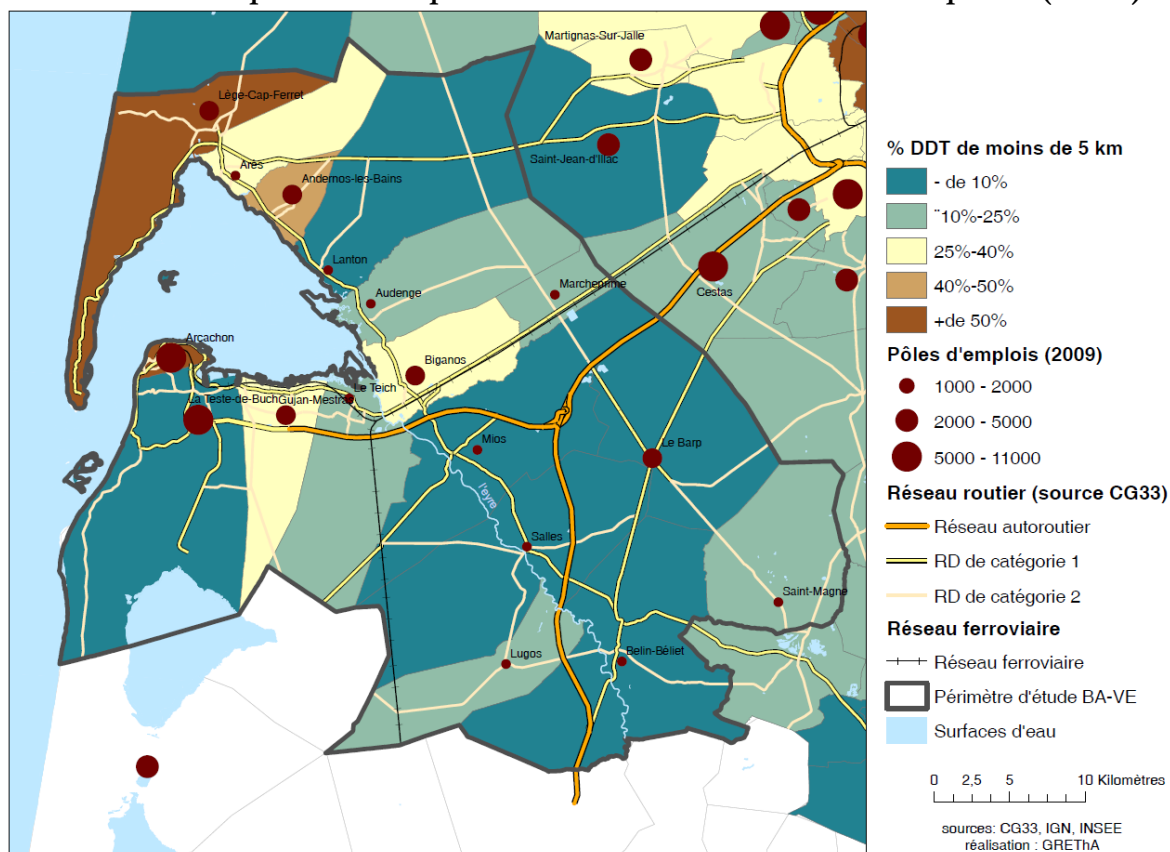 Martignas-Sur-Jalle
Lège-Cap-Ferret
Saint-Jean-d'Illac
Arès
Andernos-les-Bains
Lanton
Audenge
Marcheprime
Cestas
Arcachon
Biganos
Le Teich
La Teste-de-Buch
Gujan-Mestras
Mios
Le Barp
l'eyre
Salles
Saint-Magne
Lugos
Belin-Béliet
% DDT de moins de 5 km
- de 10%
¨10%-25%
25%-40%
40%-50%
+de 50%
Pôles d'emplois (2009)
1000 - 2000
2000 - 5000
5000 - 11000
Réseau routier (source CG33)
Réseau autoroutier
RD de catégorie 1
RD de catégorie 2
Réseau ferroviaire
Réseau ferroviaire
Périmètre d'étude BA-VE
Surfaces d'eau
0 2,5 5 10 Kilomètres
sources: CG33, IGN, INSEE
réalisation : GREThA